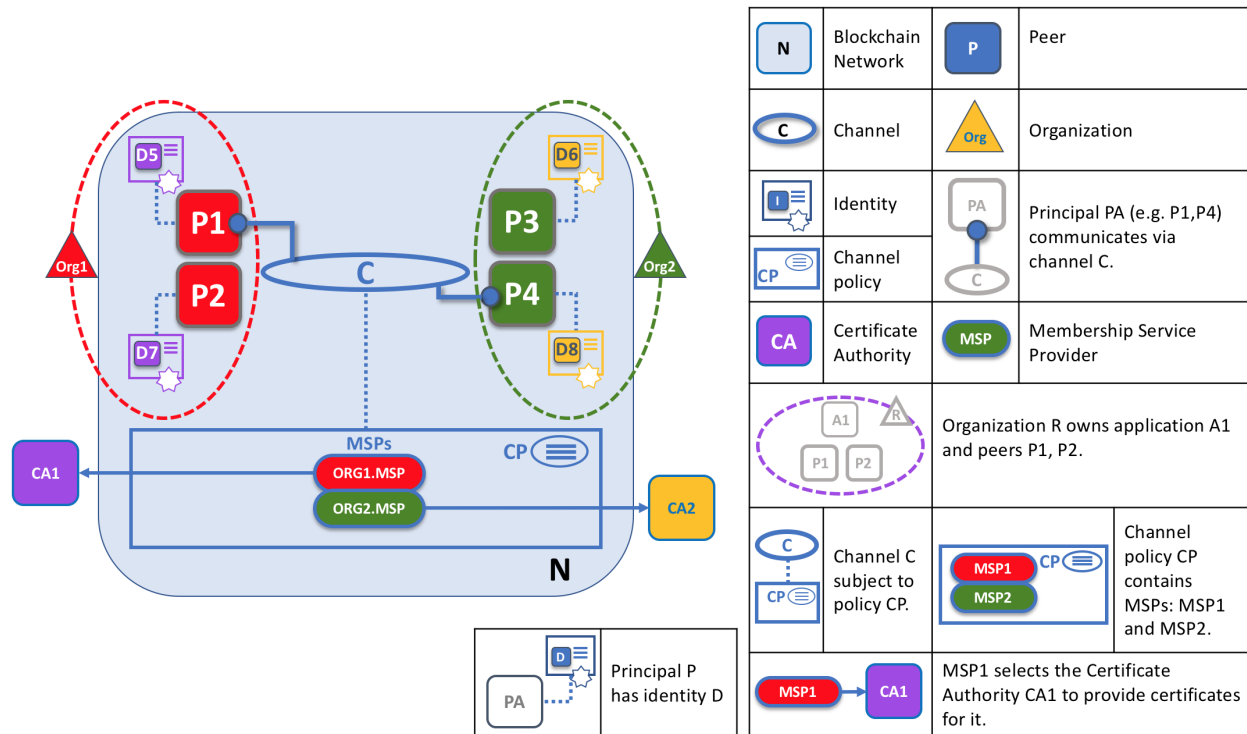 D5
P1
Org1
P2
D7
C
D6
P3
Org2
P4
D8
MSPs
CP
ORG1.MSP
ORG2.MSP
CA1
CA2
N
PA
D
Principal P
has identity D
N
Blockchain
Network
P
Peer
C
Channel
Org
Organization
I
Identity
PA
C
Principal PA (e.g. P1,P4)
communicates via
channel C.
CP
Channel
policy
CA
Certificate
Authority
MSP
Membership Service
Provider
A1
R
P1
P2
Organization R owns application A1
and peers P1, P2.
C
CP
Channel C
subject to
policy CP.
MSP1
MSP2
CP
Channel
policy CP
contains
MSPs: MSP1
and MSP2.
MSP1
CA1
MSP1 selects the Certificate
Authority CA1 to provide certificates
for it.